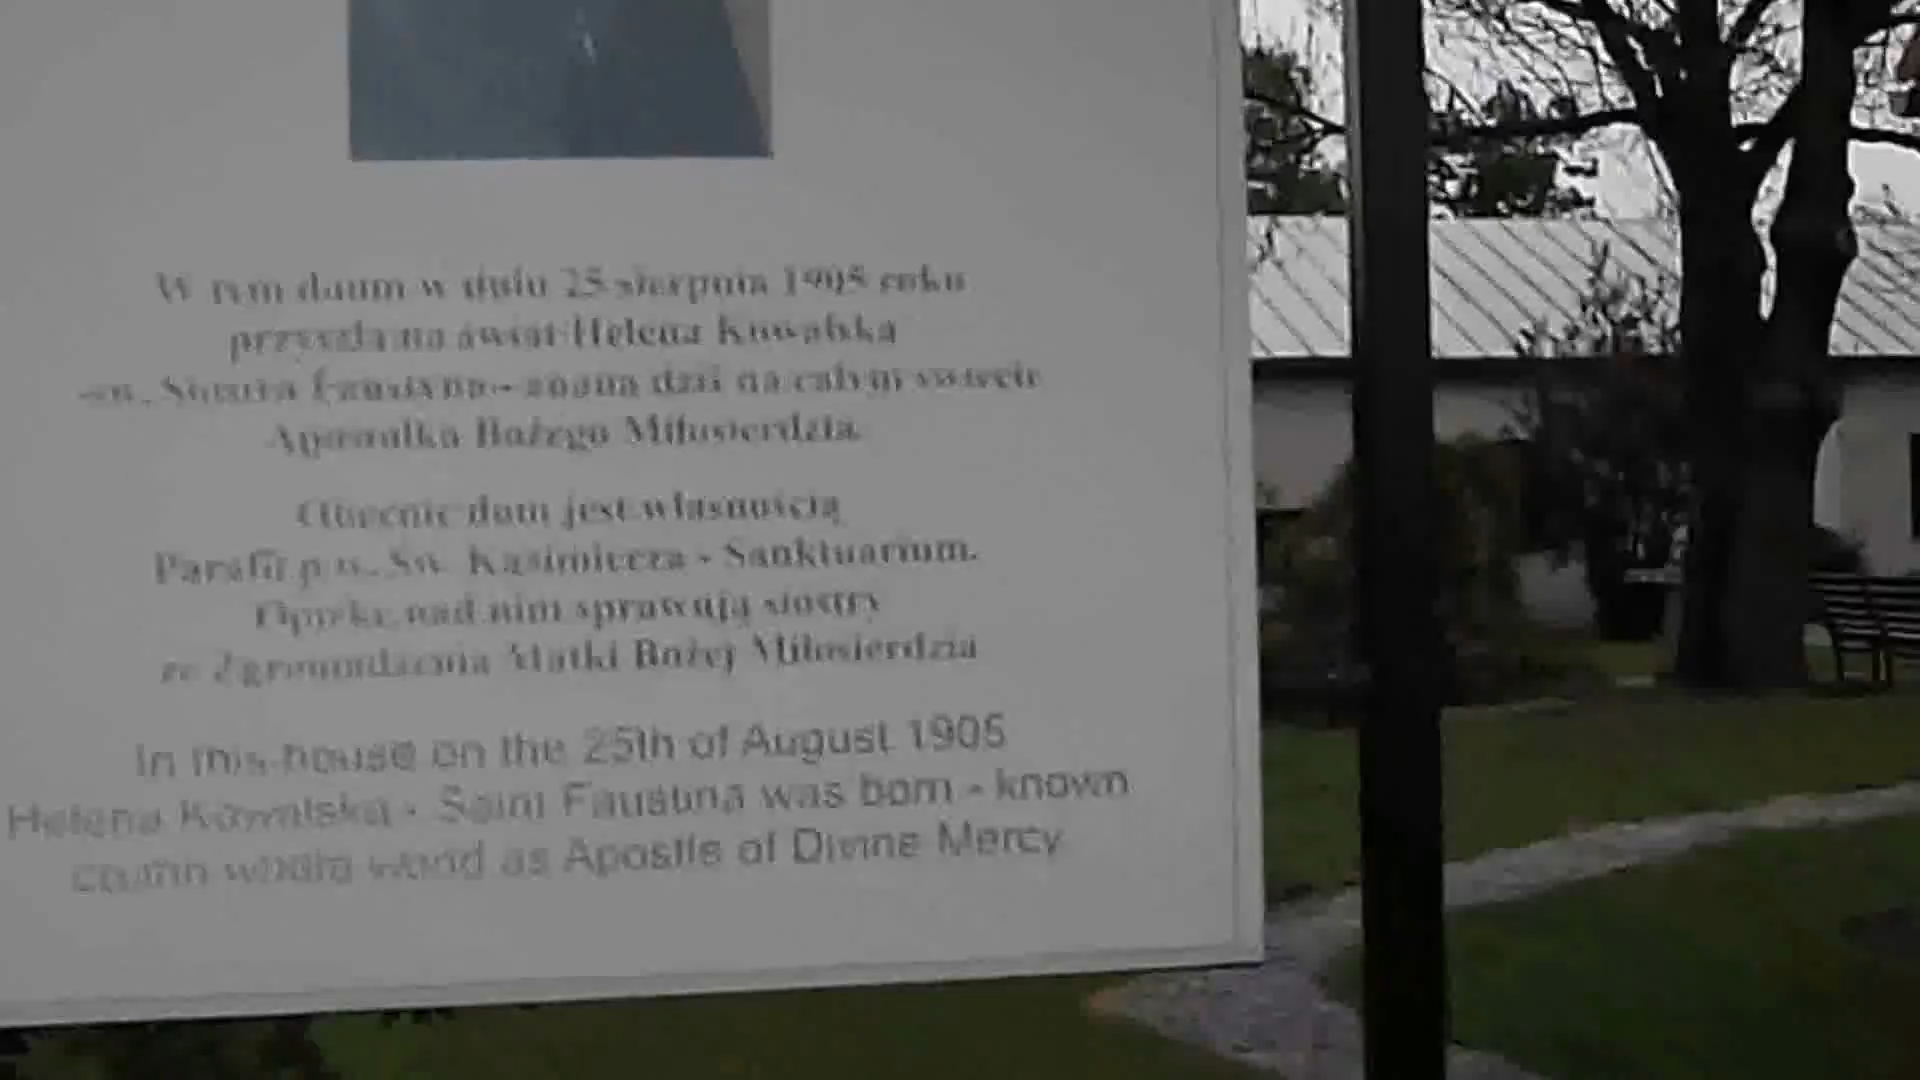 W tym domu w dniu 25 sierpnia 1905 roku
przyszła na świat Helena Kowalska
św. Siostra Faustyna - znana dziś na całym świecie
Apostołka Bożego Miłosierdzia.
Obecnie dom jest własnością
Parafii p.w. Św. Kazimierza - Sanktuarium.
Opiekę nad nim sprawują siostry
ze Zgromadzenia Matki Bożej Miłosierdzia
In this house on the 25th of August 1905
Helena Kowalska - Saint Faustina was born - known
whole world as Apostle of Divine Mercy